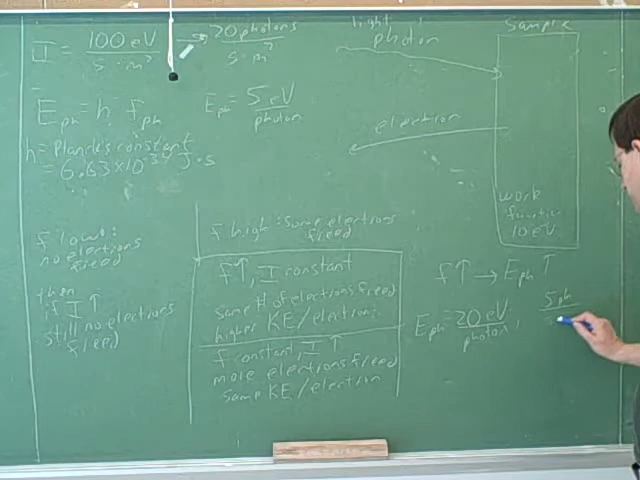 I = 100 eV / s·m² → 20 photons / s·m²
E_ph = h f_ph
E_ph = 5 eV / photon
h = Planck's constant
= 6.63×10^-34 J·s
light
photon
Sample
electron
work
function
10 eV
f low:
no electrons
freed
then
if I ↑
still no electrons
freed
f high: some electrons
freed
f↑, I constant
same # of electrons freed
higher KE/electron
f constant, I ↑
more electrons freed
same KE/electron
f↑ → E_ph ↑
E_ph = 20 eV / photon,
5 ph